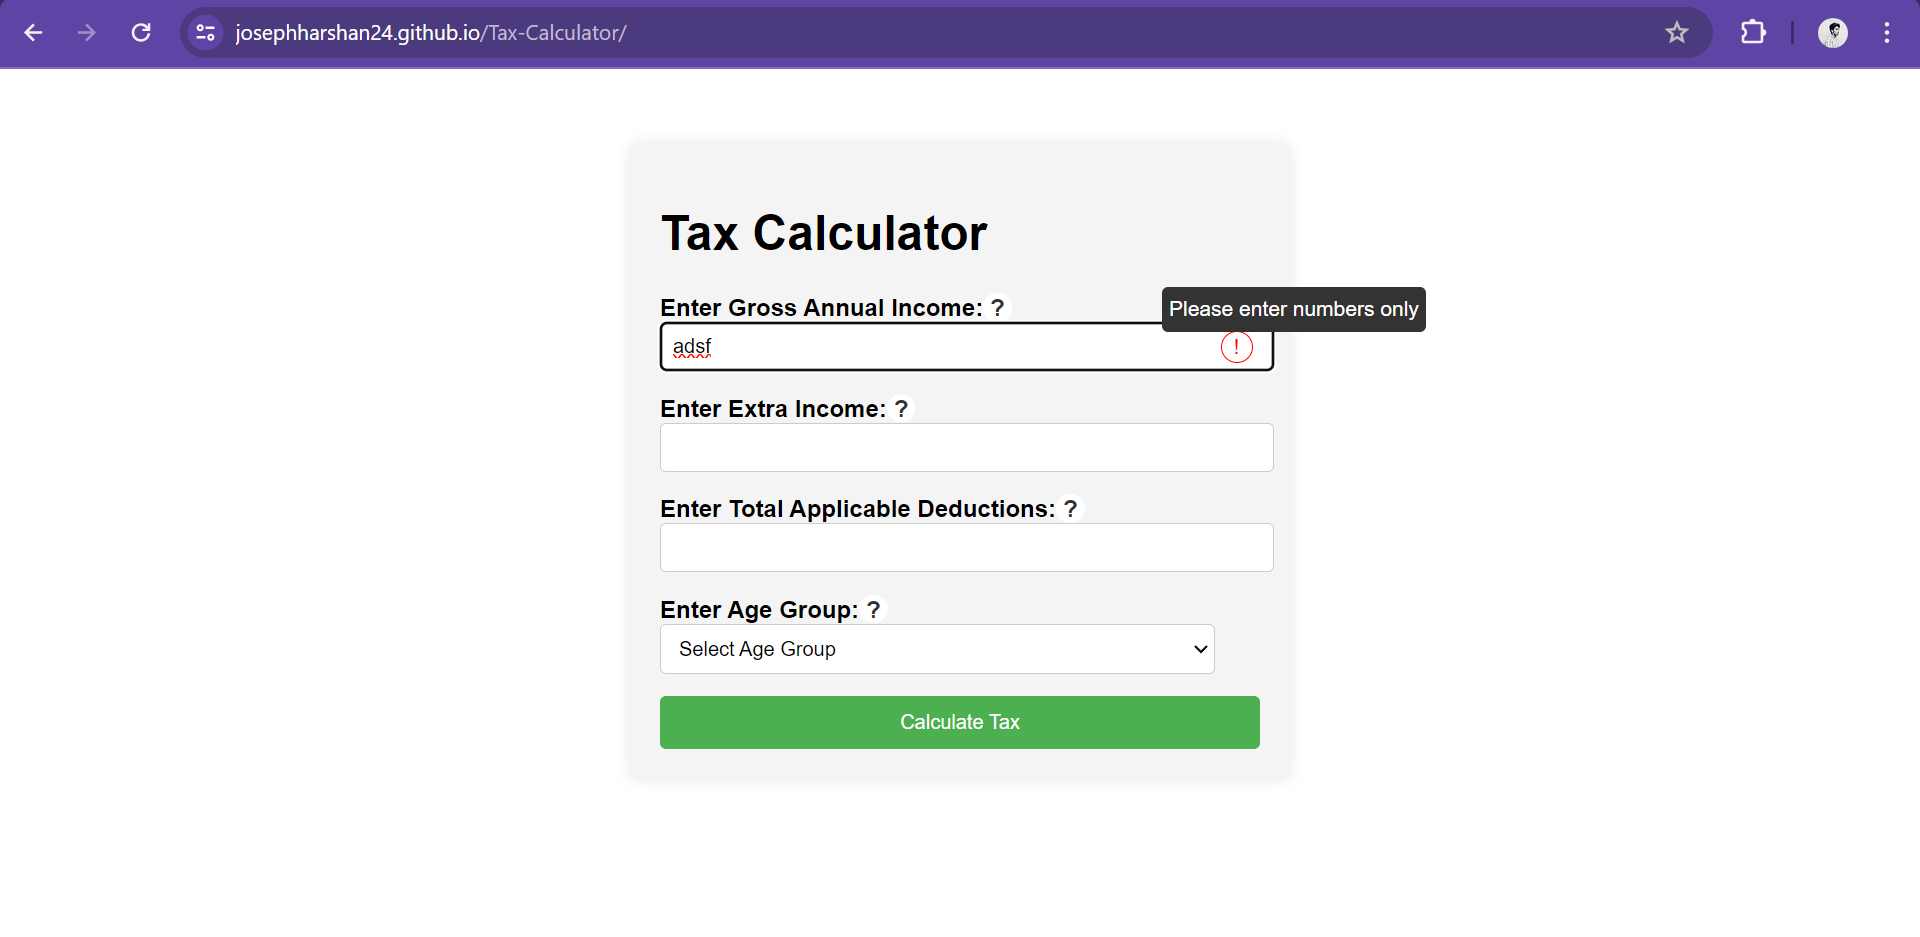 josephharshan24.github.io/Tax-Calculator/
Tax Calculator
Enter Gross Annual Income: ?
Please enter numbers only
adsf !
Enter Extra Income: ?
Enter Total Applicable Deductions: ?
Enter Age Group: ?
Select Age Group
Calculate Tax